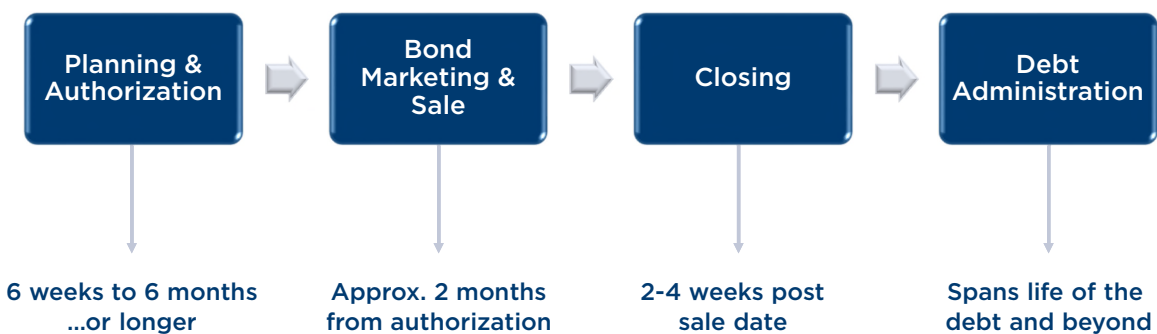 Planning &
Authorization
Bond
Marketing &
Sale
Closing
Debt
Administration
6 weeks to 6 months
...or longer
Approx. 2 months
from authorization
2-4 weeks post
sale date
Spans life of the
debt and beyond